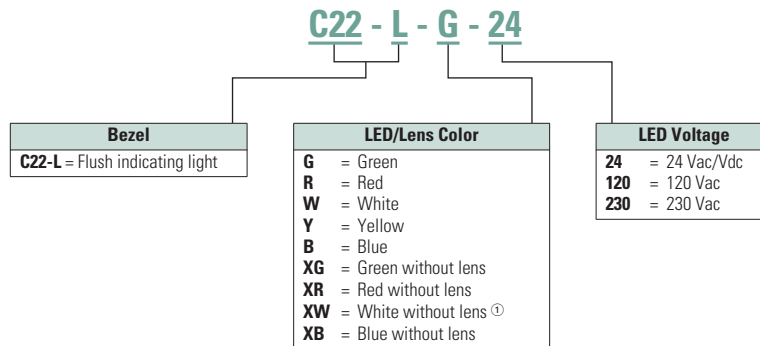 C22 - L - G - 24
Bezel
C22-L = Flush indicating light
LED/Lens Color
G = Green
R = Red
W = White
Y = Yellow
B = Blue
XG = Green without lens
XR = Red without lens
XW = White without lens ①
XB = Blue without lens
LED Voltage
24 = 24 Vac/Vdc
120 = 120 Vac
230 = 230 Vac